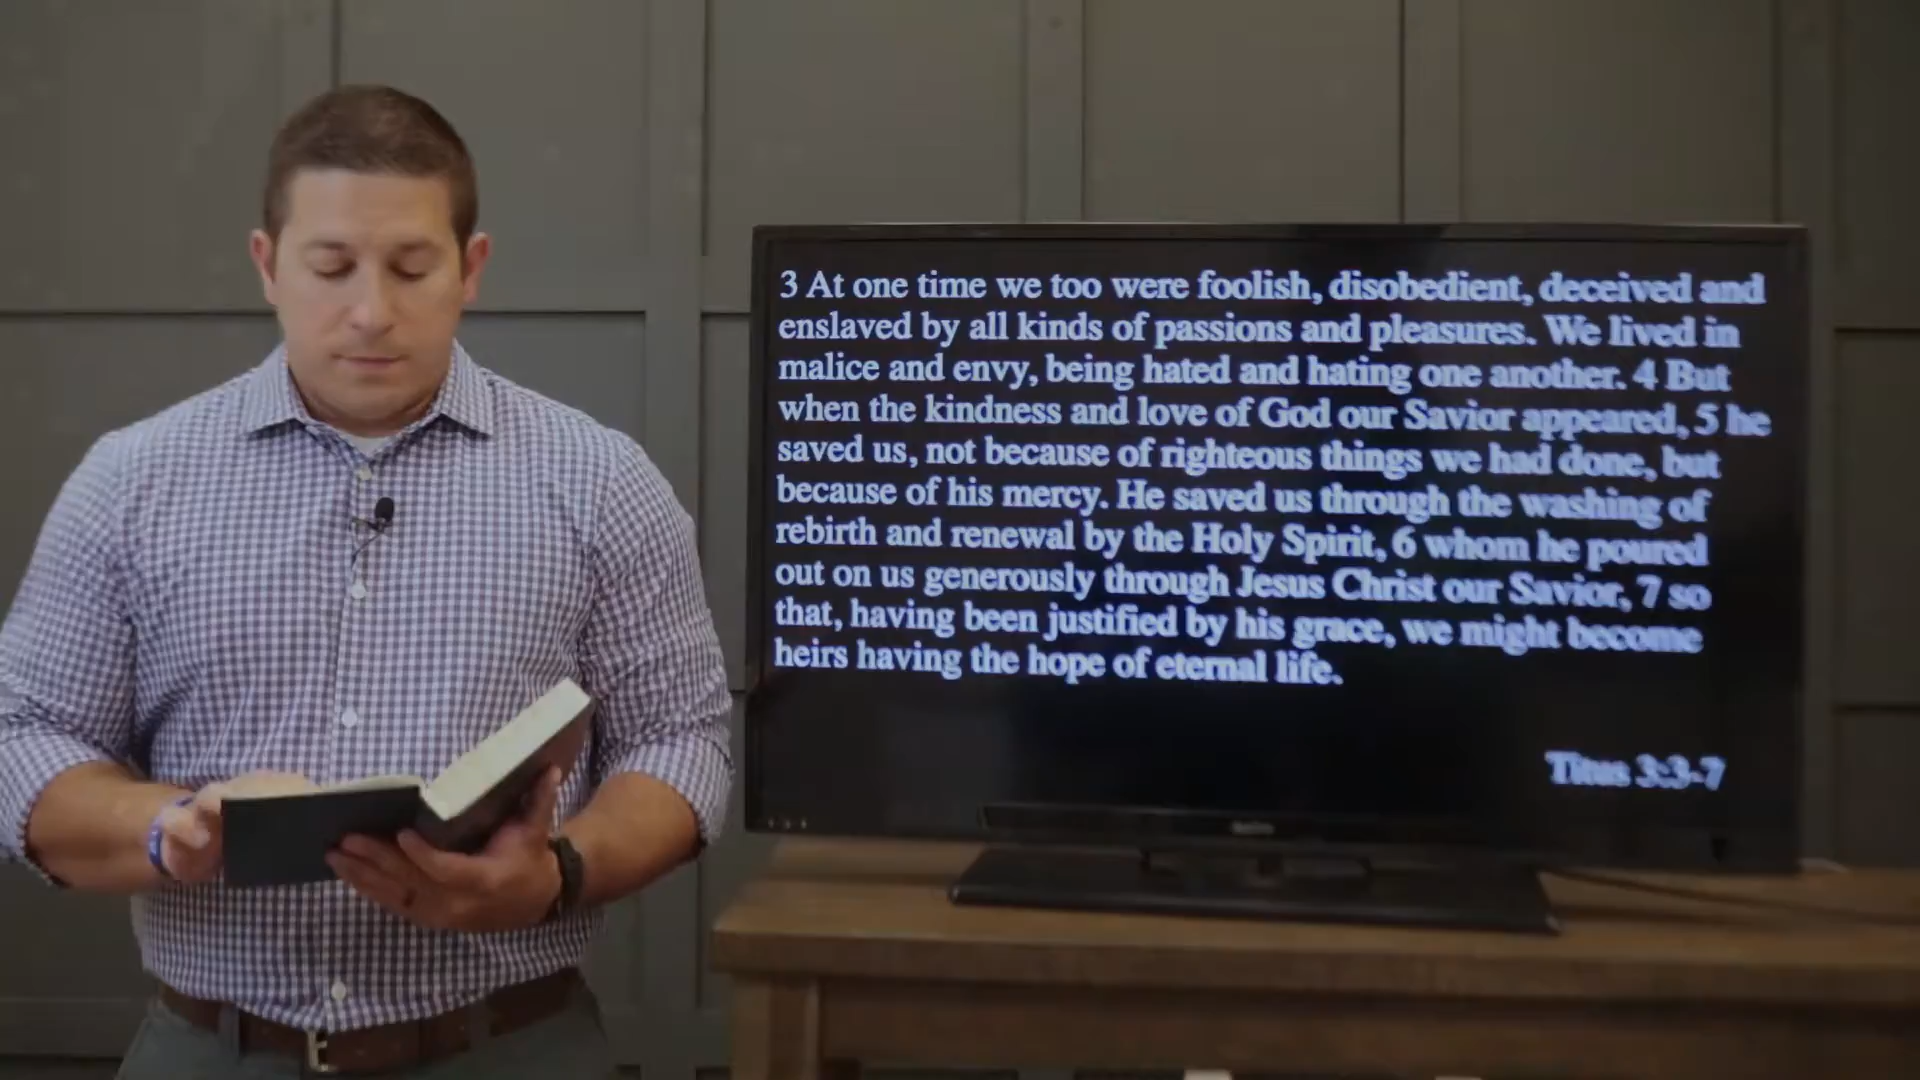 3 At one time we too were foolish, disobedient, deceived and
enslaved by all kinds of passions and pleasures. We lived in
malice and envy, being hated and hating one another. 4 But
when the kindness and love of God our Savior appeared, 5 he
saved us, not because of righteous things we had done, but
because of his mercy. He saved us through the washing of
rebirth and renewal by the Holy Spirit, 6 whom he poured
out on us generously through Jesus Christ our Savior, 7 so
that, having been justified by his grace, we might become
heirs having the hope of eternal life.
Titus 3:3-7